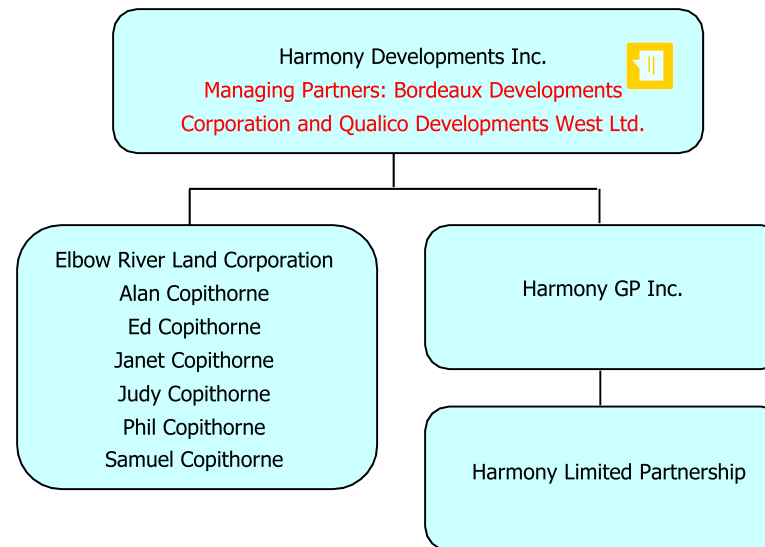 Harmony Developments Inc.
Managing Partners: Bordeaux Developments
Corporation and Qualico Developments West Ltd.
Elbow River Land Corporation
Alan Copithorne
Ed Copithorne
Janet Copithorne
Judy Copithorne
Phil Copithorne
Samuel Copithorne
Harmony GP Inc.
Harmony Limited Partnership